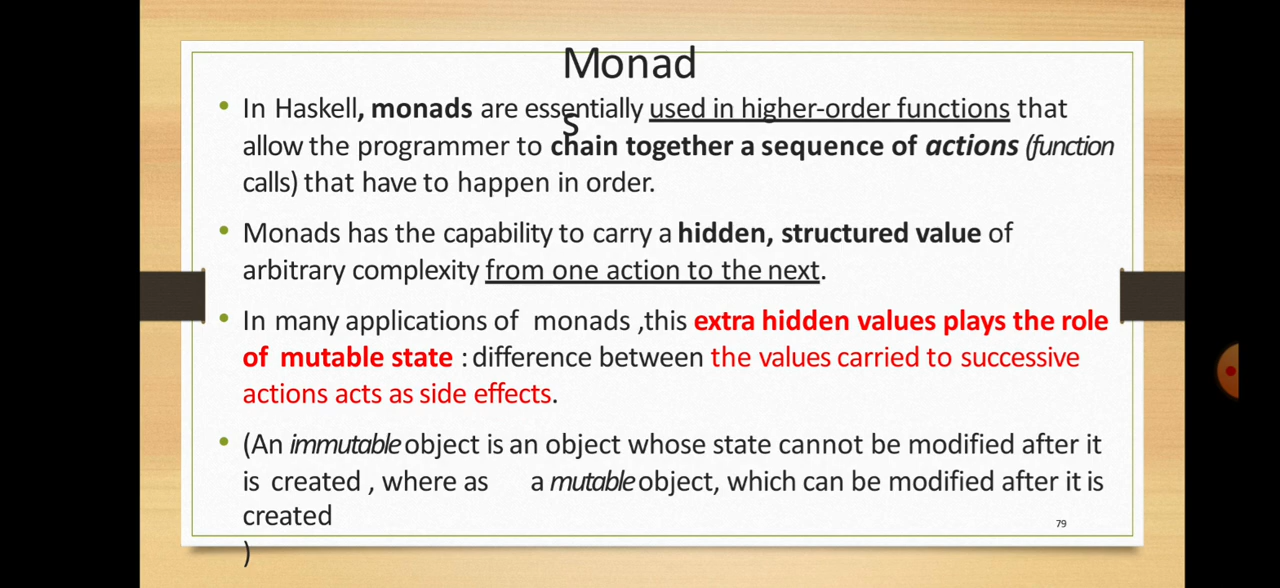 Monad
s
• In Haskell, monads are essentially used in higher-order functions that
allow the programmer to chain together a sequence of actions (function
calls) that have to happen in order.
• Monads has the capability to carry a hidden, structured value of
arbitrary complexity from one action to the next.
• In many applications of monads ,this extra hidden values plays the role
of mutable state : difference between the values carried to successive
actions acts as side effects.
• (An immutable object is an object whose state cannot be modified after it
is created , where as a mutable object, which can be modified after it is
created
)
79